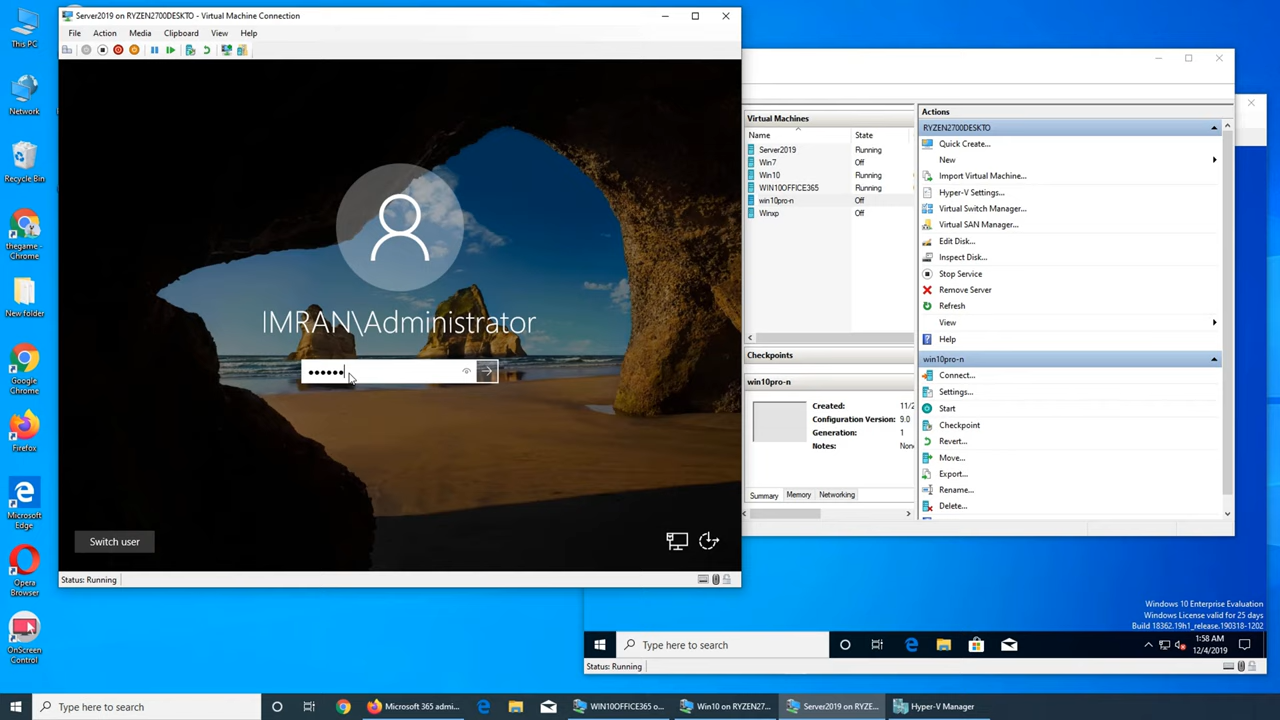 This PC
Network
Recycle Bin
thegame -
Chrome
New folder
Google
Chrome
Firefox
Microsoft
Edge
Opera
Browser
OnScreen
Control
Server2019 on RYZEN2700DESKTO - Virtual Machine Connection
File Action Media Clipboard View Help
IMRAN\Administrator
••••••
Switch user
Status: Running
Virtual Machines
Name State
Server2019 Running
Win7 Off
Win10 Running
WIN10OFFICE365 Running
win10pro-n Off
Winxp Off
Checkpoints
win10pro-n
Created: 11/2
Configuration Version: 9.0
Generation: 1
Notes: Non
Summary Memory Networking
Actions
RYZEN2700DESKTO
Quick Create...
New
Import Virtual Machine...
Hyper-V Settings...
Virtual Switch Manager...
Virtual SAN Manager...
Edit Disk...
Inspect Disk...
Stop Service
Remove Server
Refresh
View
Help
win10pro-n
Connect...
Settings...
Start
Checkpoint
Revert...
Move...
Export...
Rename...
Delete...
Windows 10 Enterprise Evaluation
Windows License valid for 25 days
Build 18362.19h1_release.190318-1202
Type here to search
1:58 AM
12/4/2019
Status: Running
Type here to search
Microsoft 365 admi...
WIN10OFFICE365 o...
Win10 on RYZEN27...
Server2019 on RYZE...
Hyper-V Manager